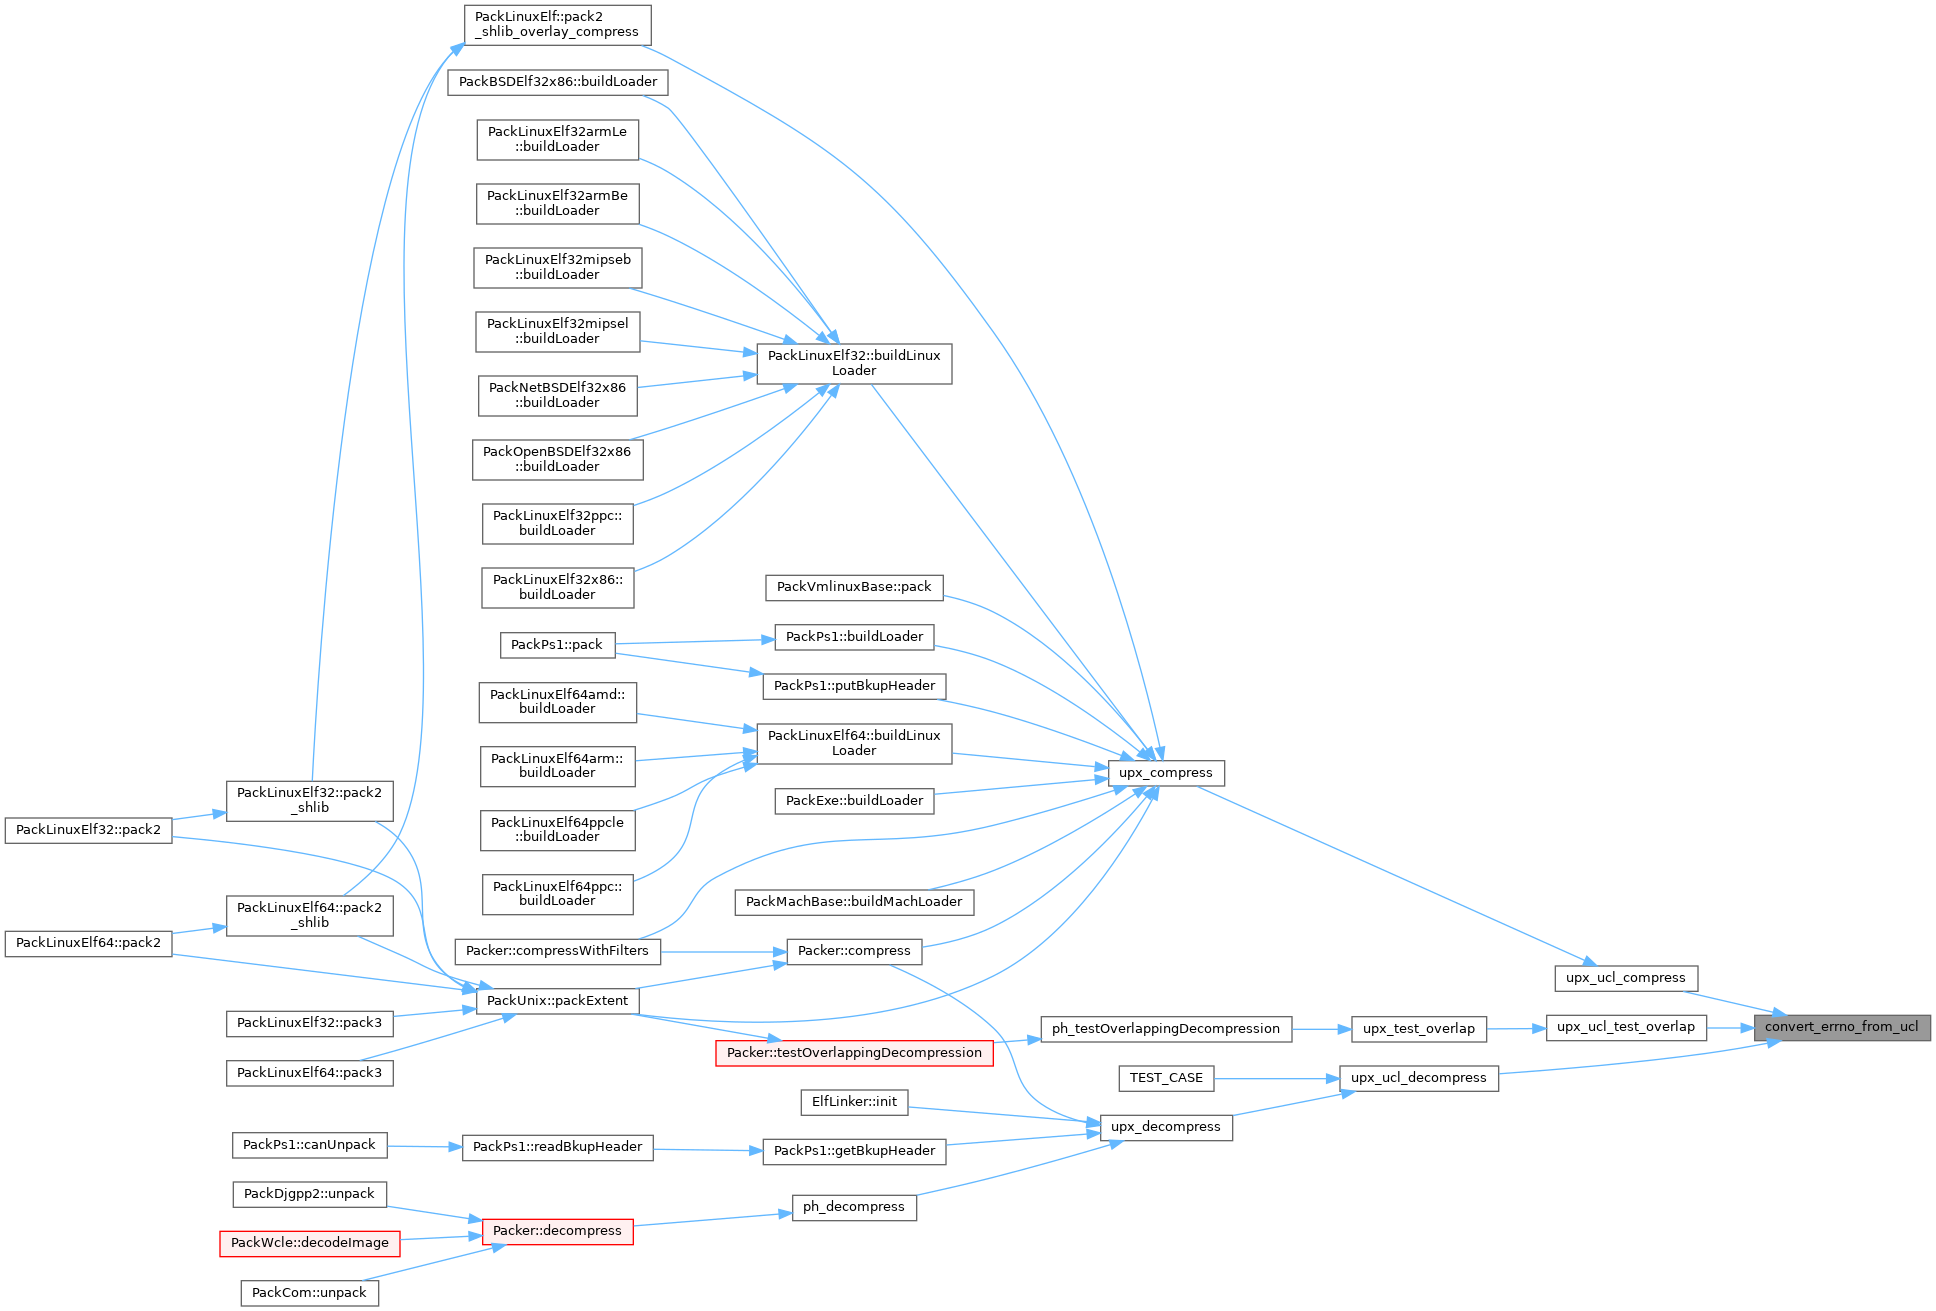 PackLinuxElf::pack2
_shlib_overlay_compress
PackBSDElf32x86::buildLoader
PackLinuxElf32armLe
::buildLoader
PackLinuxElf32armBe
::buildLoader
PackLinuxElf32mipseb
::buildLoader
PackLinuxElf32mipsel
::buildLoader
PackLinuxElf32::buildLinux
Loader
PackNetBSDElf32x86
::buildLoader
PackOpenBSDElf32x86
::buildLoader
PackLinuxElf32ppc::
buildLoader
PackLinuxElf32x86::
buildLoader
PackVmlinuxBase::pack
PackPs1::buildLoader
PackPs1::pack
PackPs1::putBkupHeader
PackLinuxElf64amd::
buildLoader
PackLinuxElf64::buildLinux
Loader
PackLinuxElf64arm::
buildLoader
upx_compress
PackExe::buildLoader
PackLinuxElf32::pack2
_shlib
PackLinuxElf32::pack2
PackLinuxElf64ppcle
::buildLoader
PackLinuxElf64ppc::
buildLoader
PackMachBase::buildMachLoader
PackLinuxElf64::pack2
_shlib
PackLinuxElf64::pack2
Packer::compressWithFilters
Packer::compress
upx_ucl_compress
PackUnix::packExtent
PackLinuxElf32::pack3
ph_testOverlappingDecompression
upx_test_overlap
upx_ucl_test_overlap
convert_errno_from_ucl
Packer::testOverlappingDecompression
PackLinuxElf64::pack3
TEST_CASE
upx_ucl_decompress
ElfLinker::init
upx_decompress
PackPs1::canUnpack
PackPs1::readBkupHeader
PackPs1::getBkupHeader
PackDjgpp2::unpack
ph_decompress
Packer::decompress
PackWcle::decodeImage
PackCom::unpack